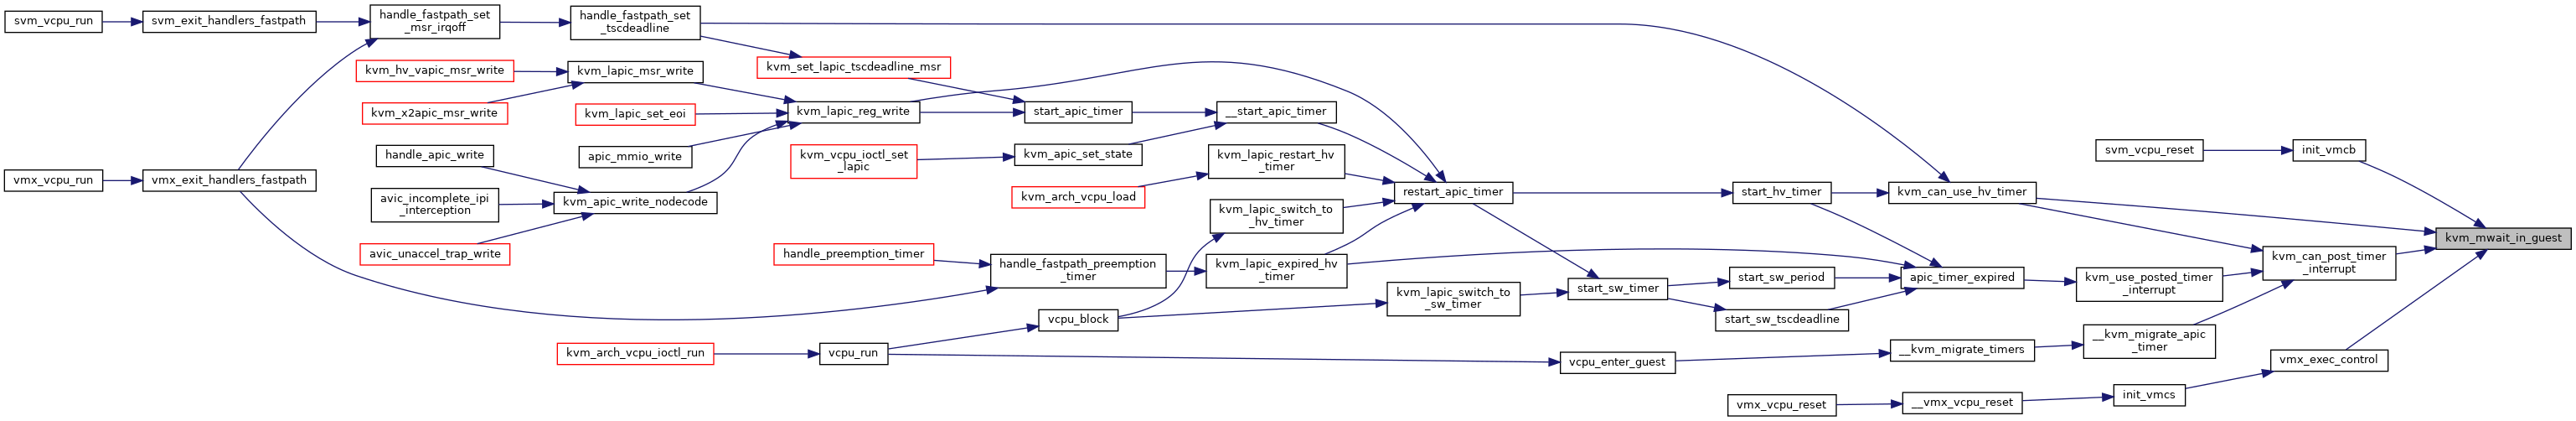 svm_vcpu_run
svm_exit_handlers_fastpath
handle_fastpath_set
_msr_irqoff
handle_fastpath_set
_tscdeadline
kvm_set_lapic_tscdeadline_msr
kvm_hv_vapic_msr_write
kvm_lapic_msr_write
kvm_x2apic_msr_write
kvm_lapic_set_eoi
kvm_lapic_reg_write
start_apic_timer
__start_apic_timer
handle_apic_write
apic_mmio_write
kvm_vcpu_ioctl_set
_lapic
kvm_apic_set_state
kvm_lapic_restart_hv
_timer
svm_vcpu_reset
init_vmcb
vmx_vcpu_run
vmx_exit_handlers_fastpath
avic_incomplete_ipi
_interception
kvm_apic_write_nodecode
kvm_arch_vcpu_load
restart_apic_timer
start_hv_timer
kvm_can_use_hv_timer
kvm_lapic_switch_to
_hv_timer
kvm_mwait_in_guest
avic_unaccel_trap_write
handle_preemption_timer
handle_fastpath_preemption
_timer
kvm_lapic_expired_hv
_timer
kvm_can_post_timer
_interrupt
start_sw_timer
start_sw_period
apic_timer_expired
kvm_use_posted_timer
_interrupt
kvm_lapic_switch_to
_sw_timer
vcpu_block
start_sw_tscdeadline
__kvm_migrate_apic
_timer
kvm_arch_vcpu_ioctl_run
vcpu_run
vcpu_enter_guest
__kvm_migrate_timers
vmx_exec_control
vmx_vcpu_reset
__vmx_vcpu_reset
init_vmcs